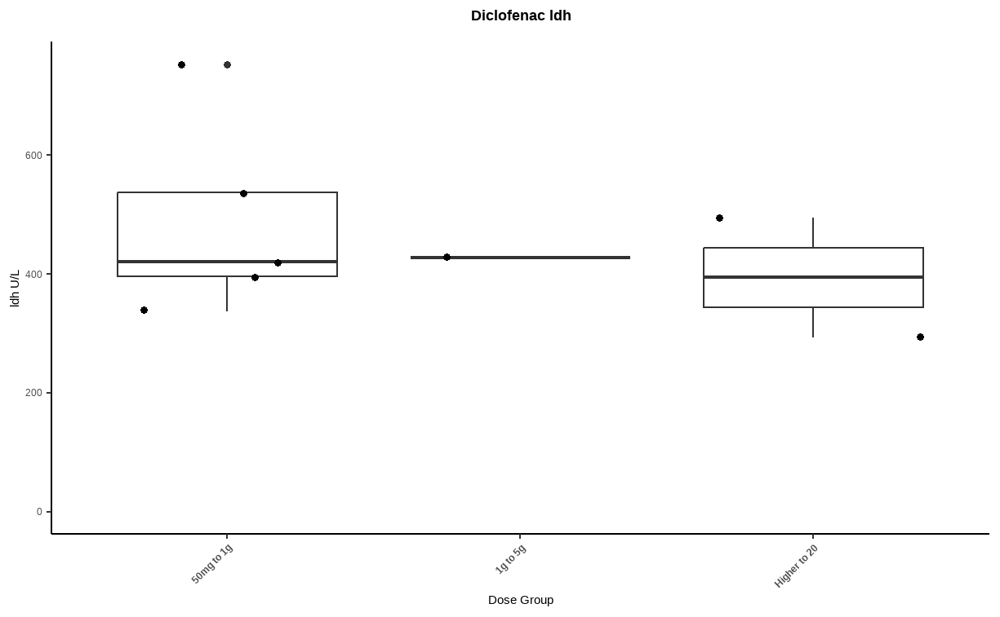 Diclofenac ldh
ldh U/L
600
400
200
0
50mg to 1g
1g to 5g
Higher to 20
Dose Group